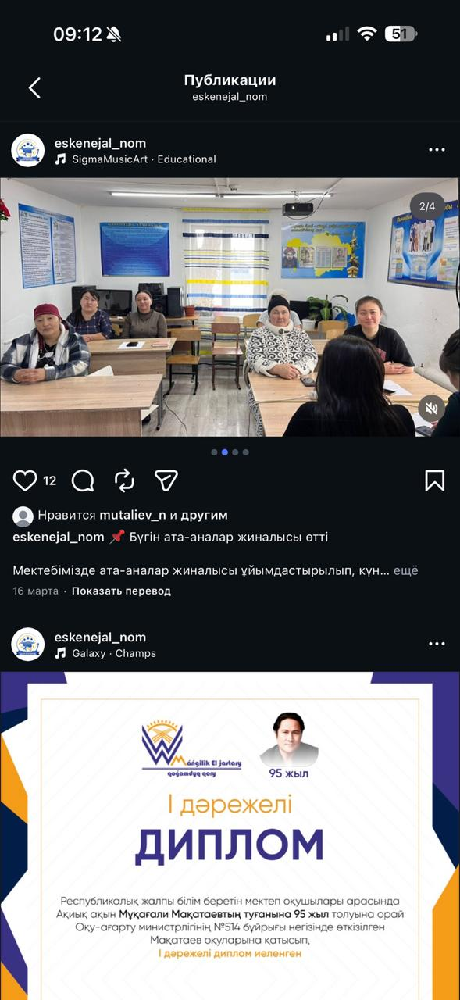 09:12
51
Публикации
eskenejal_nom
eskenejal_nom
SigmaMusicArt · Educational
2/4
12
Нравится mutaliev_n и другим
eskenejal_nom 📌 Бүгін ата-аналар жиналысы өтті
Мектебімізде ата-аналар жиналысы ұйымдастырылып, күн... ещё
16 марта · Показать перевод
eskenejal_nom
Galaxy · Champs
Mángilik El jastary
qoǵamdyq qory
95 жыл
I дәрежелі
ДИПЛОМ
Республикалық жалпы білім беретін мектеп оқушылары арасында
Ақиық ақын Мұқағали Мақатаевтың туғанына 95 жыл толуына орай
Оқу-ағарту министрлігінің №514 бұйрығы негізінде өткізілген
Мақатаев оқуларына қатысып,
I дәрежелі диплом иеленген